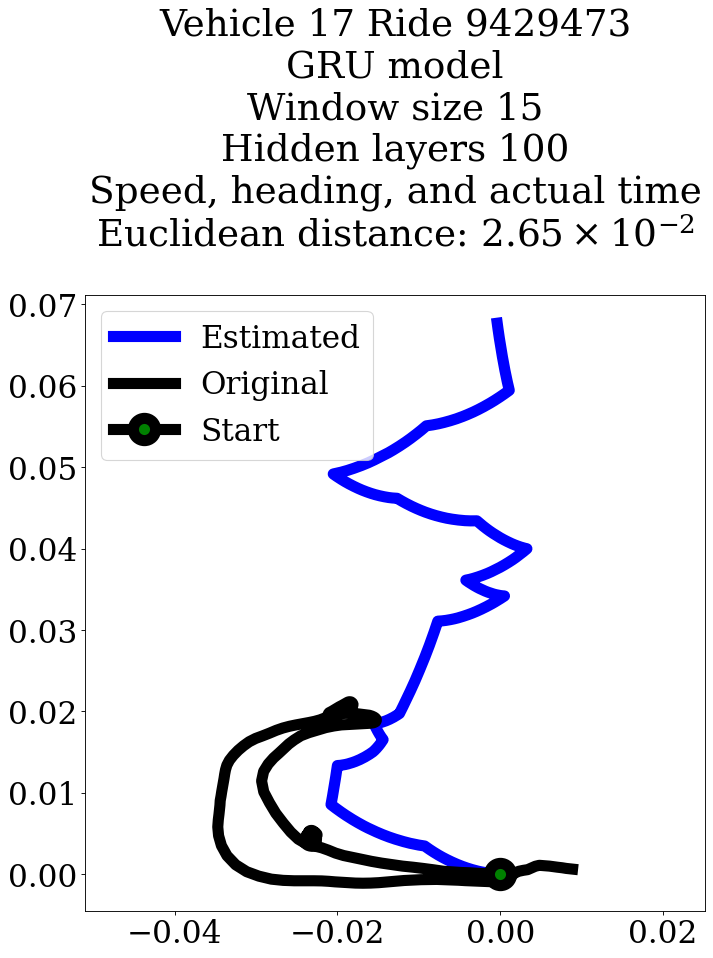 Vehicle 17 Ride 9429473
GRU model
Window size 15
Hidden layers 100
Speed, heading, and actual time
Euclidean distance: 2.65 × 10⁻²
0.07
0.06
0.05
0.04
0.03
0.02
0.01
0.00
Estimated
Original
Start
−0.04
−0.02
0.00
0.02